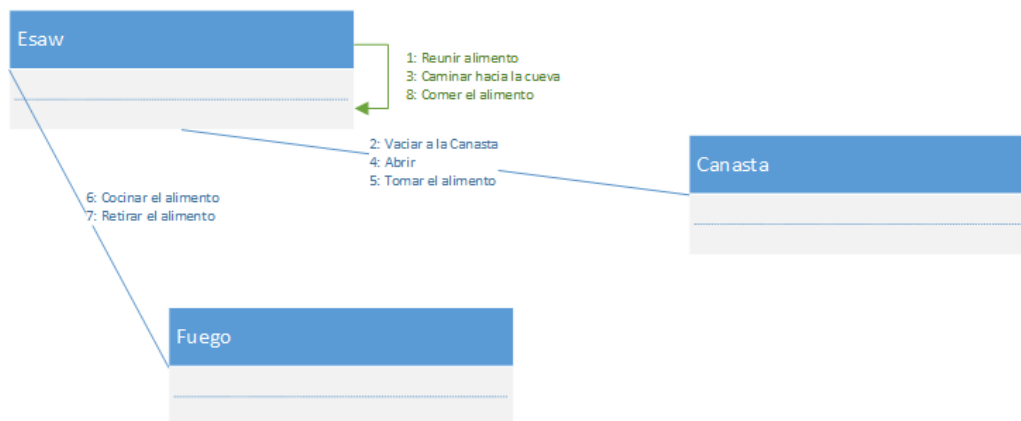 Esaw
1: Reunir alimento
3: Caminar hacia la cueva
8: Comer el alimento
2: Vaciar a la Canasta
4: Abrir
5: Tomar el alimento
Canasta
6: Cocinar el alimento
7: Retirar el alimento
Fuego